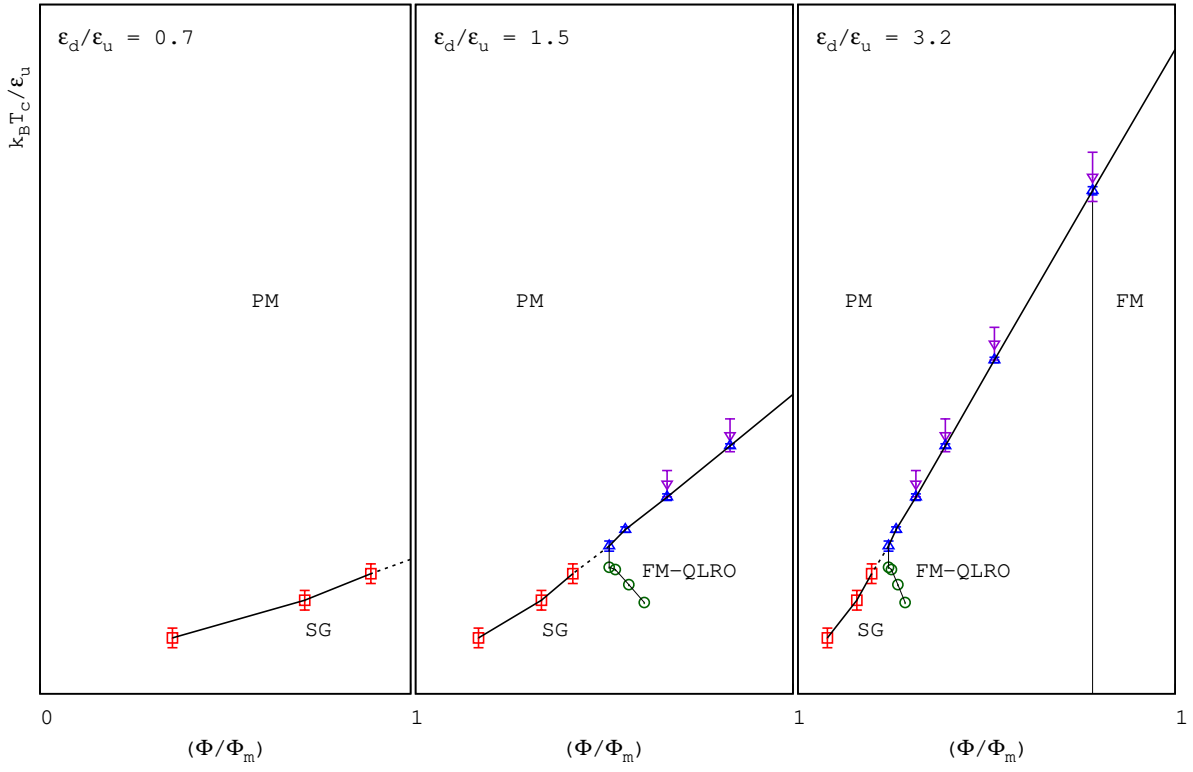 ε_d/ε_u = 0.7
ε_d/ε_u = 1.5
ε_d/ε_u = 3.2
k_B T_c/ε_u
PM
PM
PM
FM
FM−QLRO
FM−QLRO
SG
SG
SG
0
1
1
1
(Φ/Φ_m)
(Φ/Φ_m)
(Φ/Φ_m)